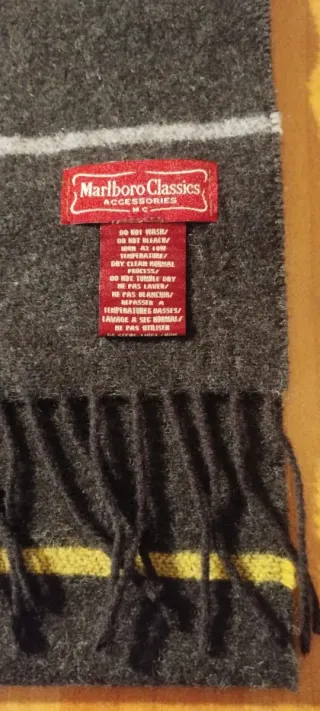 Marlboro Classics
ACCESSORIES
M C
DO NOT WASH/
DO NOT BLEACH/
IRON AT LOW
TEMPERATURE/
DRY CLEAN NORMAL
PROCESS/
DO NOT TUMBLE DRY
NE PAS LAVER/
NE PAS BLANCHIR/
REPASSER A
TEMPERATURES BASSES/
LAVAGE A SEC NORMAL/
NE PAS UTILISER